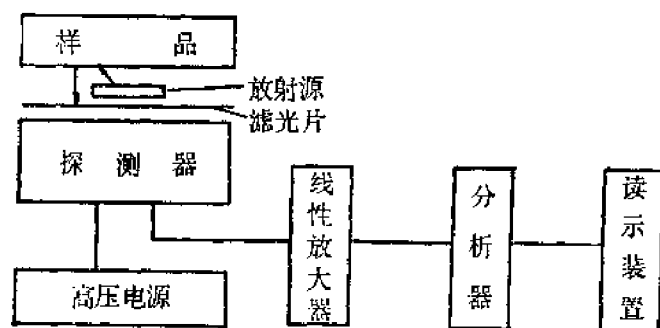 样品
放射源
滤光片
探测器
高压电源
线性放大器
分析器
读示装置